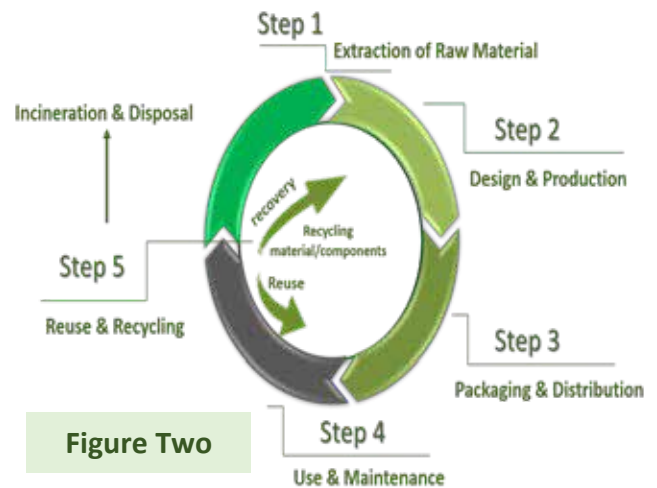 Step 1
Extraction of Raw Material
Incineration & Disposal
Step 2
Design & Production
recovery
Recycling
material/components
Reuse
Step 5
Reuse & Recycling
Step 3
Packaging & Distribution
Step 4
Use & Maintenance
Figure Two